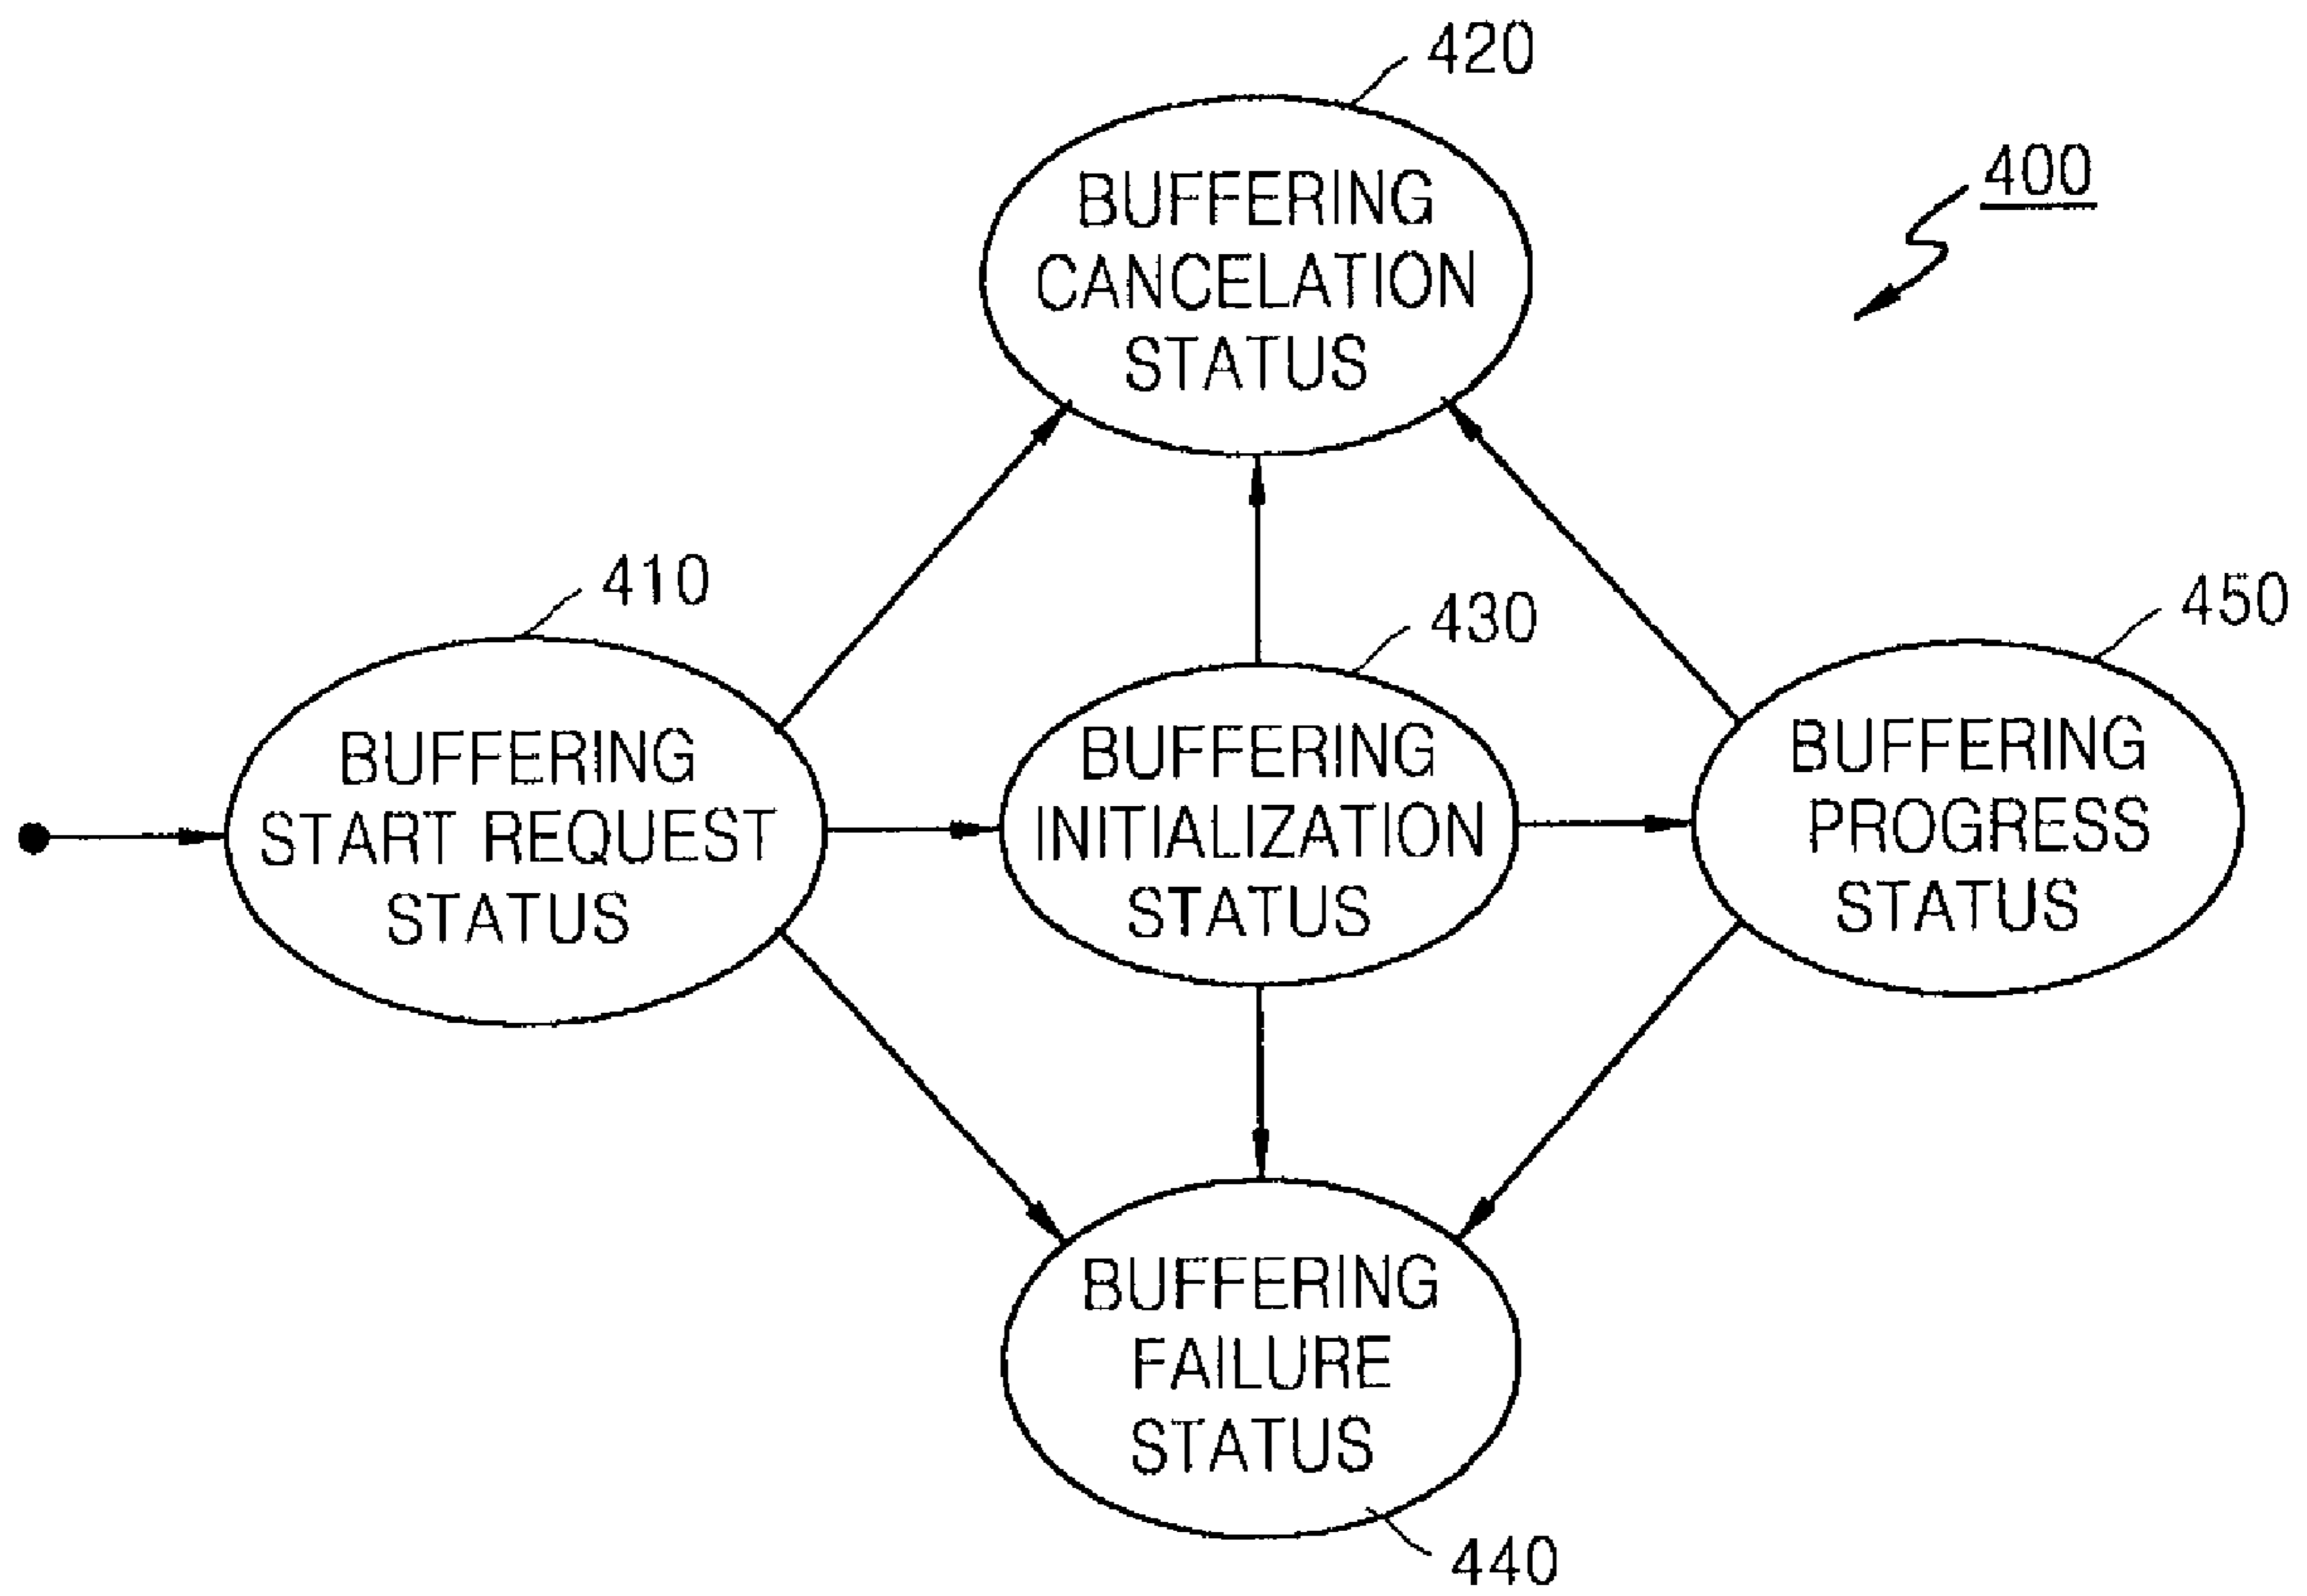 420
400
BUFFERING
CANCELATION
STATUS
410
430
450
BUFFERING
START REQUEST
STATUS
BUFFERING
INITIALIZATION
STATUS
BUFFERING
PROGRESS
STATUS
BUFFERING
FAILURE
STATUS
440